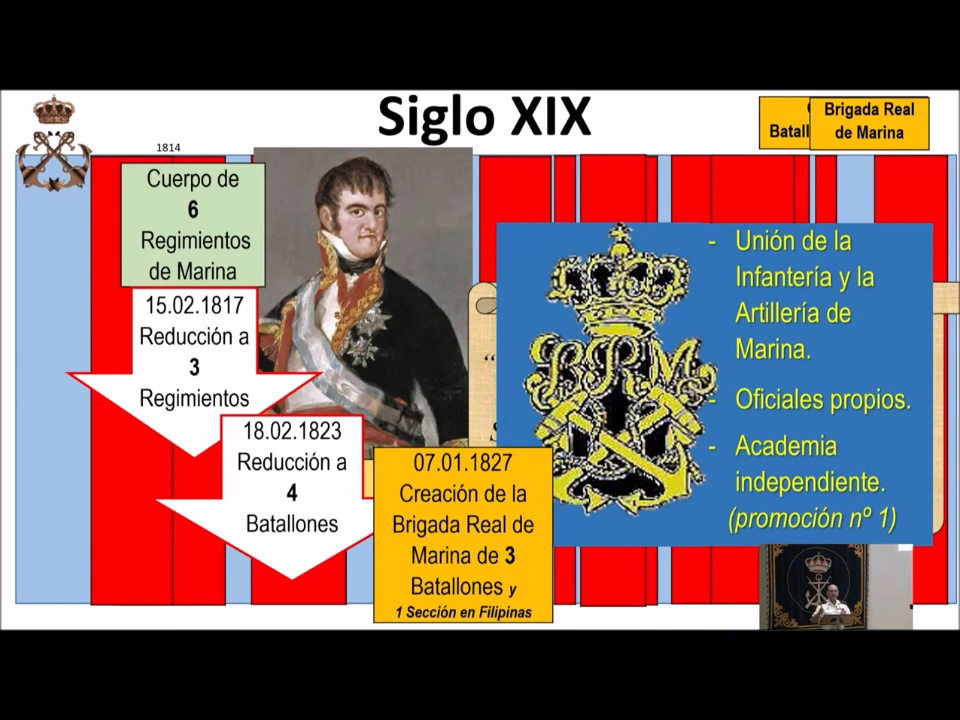 Siglo XIX
Batall
Brigada Real
de Marina
1814
Cuerpo de
6
Regimientos
de Marina
15.02.1817
Reducción a
3
Regimientos
18.02.1823
Reducción a
4
Batallones
07.01.1827
Creación de la
Brigada Real de
Marina de 3
Batallones y
1 Sección en Filipinas
BRM
- Unión de la
Infantería y la
Artillería de
Marina.
- Oficiales propios.
- Academia
independiente.
(promoción nº 1)